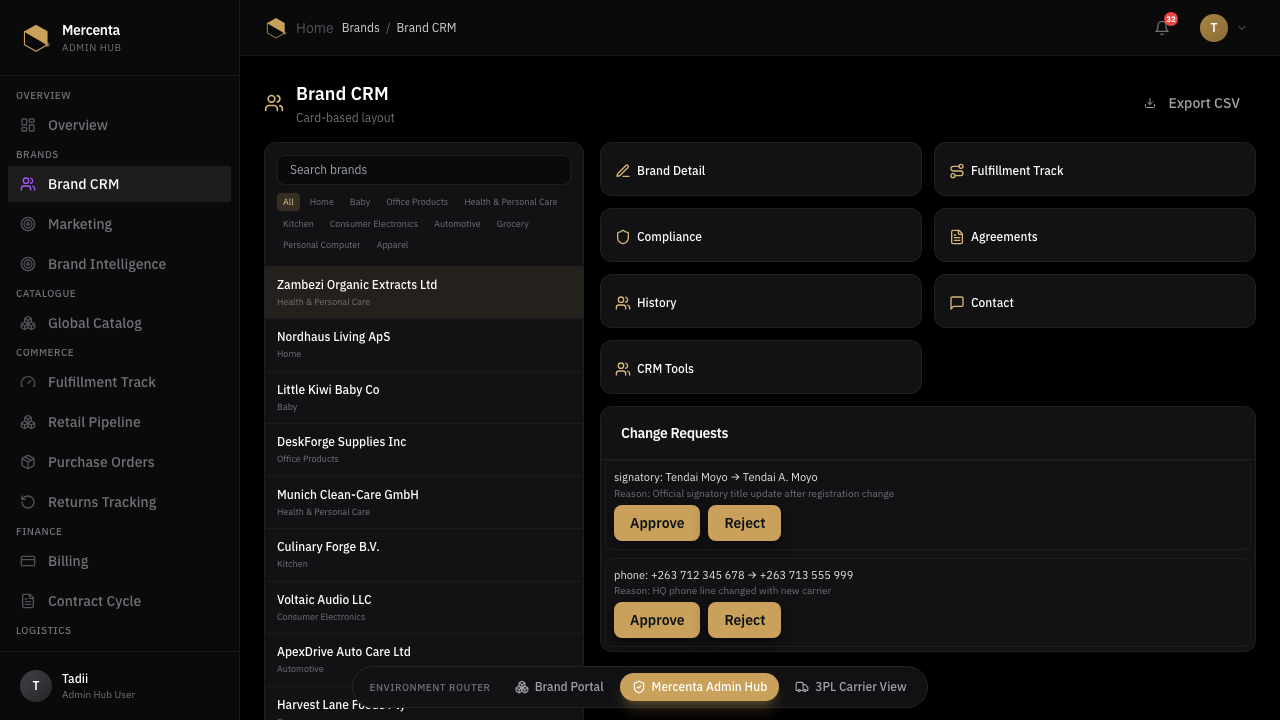 Mercenta
ADMIN HUB
OVERVIEW
Overview
BRANDS
Brand CRM
Marketing
Brand Intelligence
CATALOGUE
Global Catalog
COMMERCE
Fulfillment Track
Retail Pipeline
Purchase Orders
Returns Tracking
FINANCE
Billing
Contract Cycle
LOGISTICS
T
Tadii
Admin Hub User
Home Brands / Brand CRM
32
T
Brand CRM
Card-based layout
Export CSV
Search brands
All Home Baby Office Products Health & Personal Care
Kitchen Consumer Electronics Automotive Grocery
Personal Computer Apparel
Zambezi Organic Extracts Ltd
Health & Personal Care
Nordhaus Living ApS
Home
Little Kiwi Baby Co
Baby
DeskForge Supplies Inc
Office Products
Munich Clean-Care GmbH
Health & Personal Care
Culinary Forge B.V.
Kitchen
Voltaic Audio LLC
Consumer Electronics
ApexDrive Auto Care Ltd
Automotive
Harvest Lane
Brand Detail
Fulfillment Track
Compliance
Agreements
History
Contact
CRM Tools
Change Requests
signatory: Tendai Moyo → Tendai A. Moyo
Reason: Official signatory title update after registration change
Approve Reject
phone: +263 712 345 678 → +263 713 555 999
Reason: HQ phone line changed with new carrier
Approve Reject
ENVIRONMENT ROUTER Brand Portal Mercenta Admin Hub 3PL Carrier View